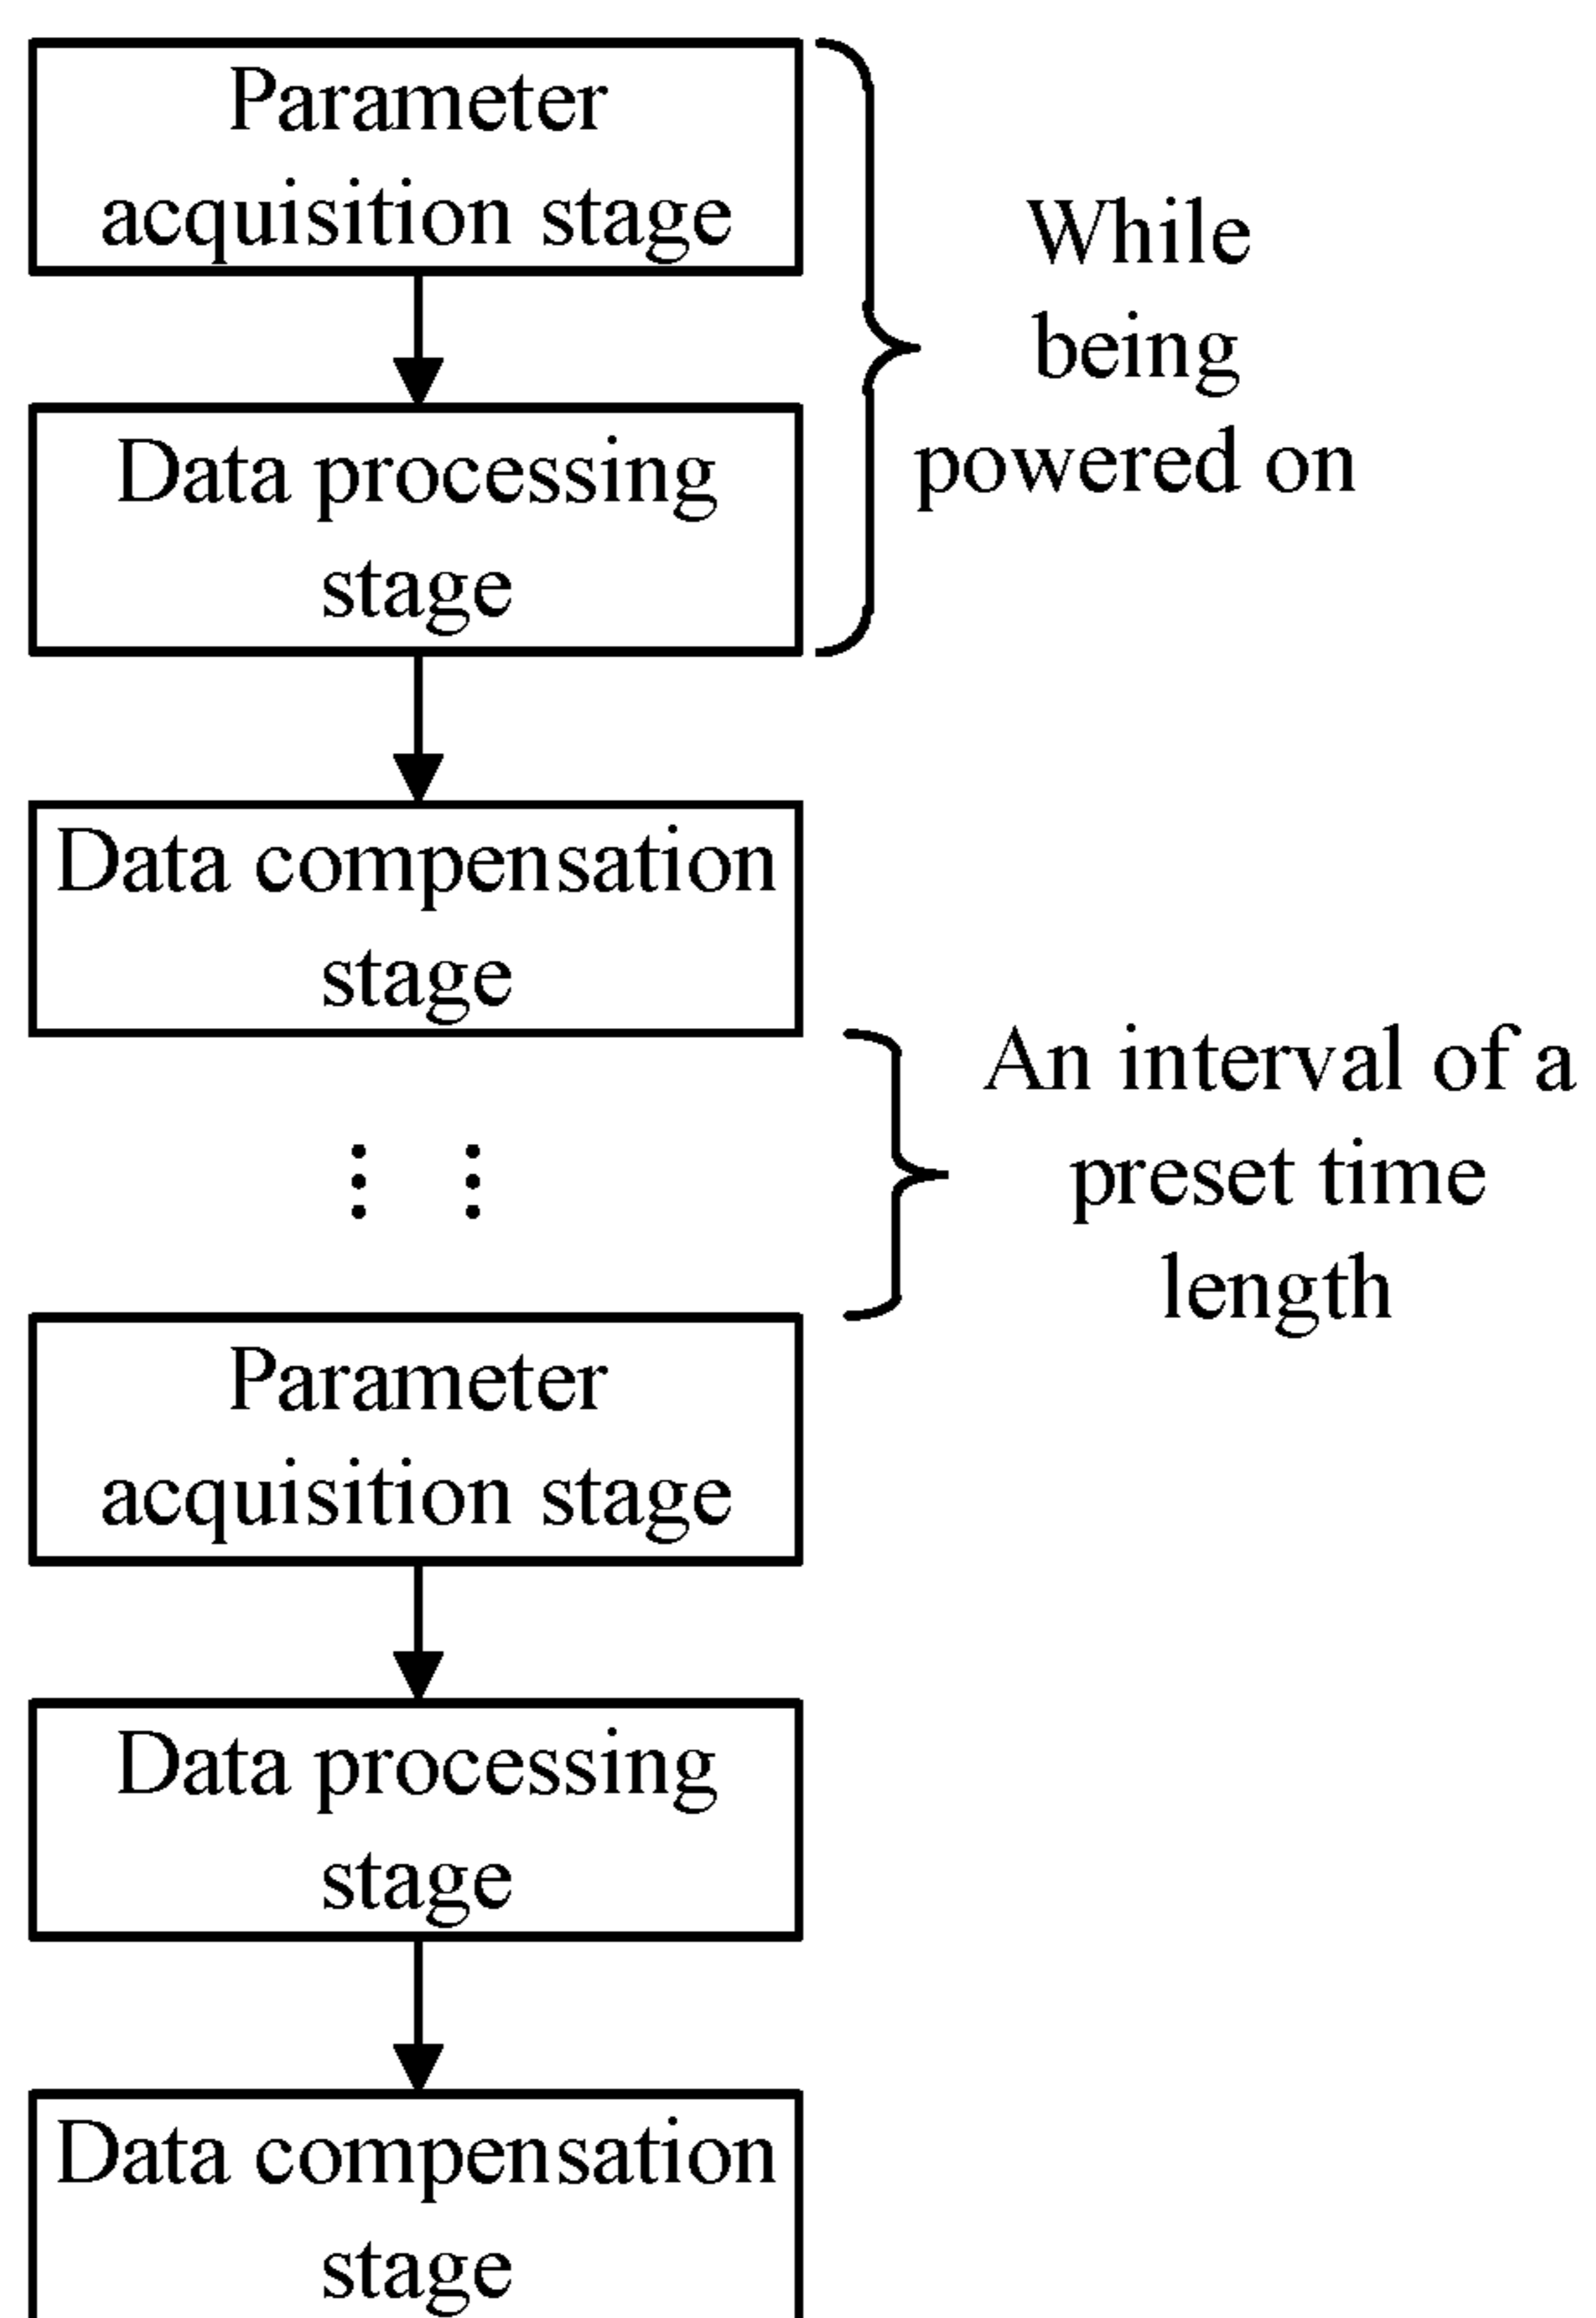 Parameter
acquisition stage
While
being
powered on
Data processing
stage
Data compensation
stage
An interval of a
preset time
length
Parameter
acquisition stage
Data processing
stage
Data compensation
stage